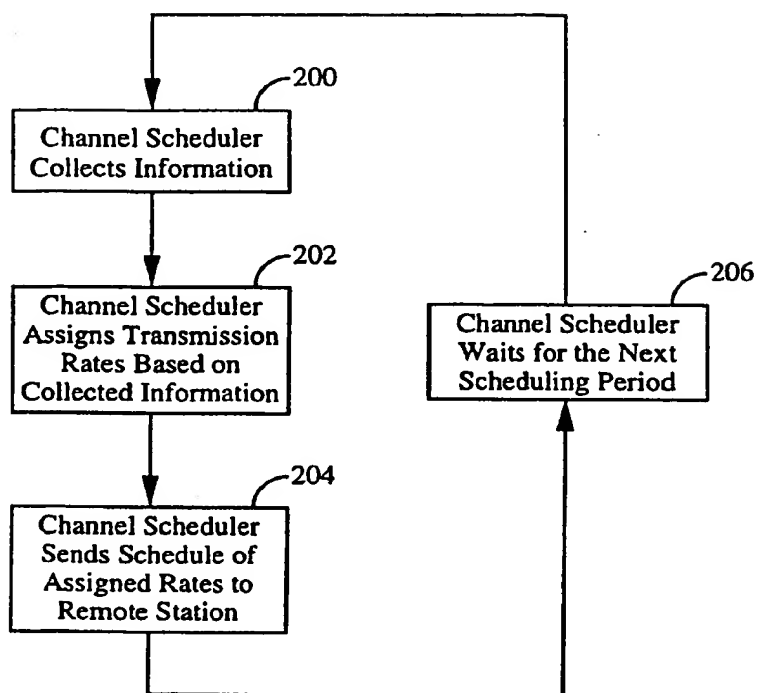 200
Channel Scheduler
Collects Information
202
Channel Scheduler
Assigns Transmission
Rates Based on
Collected Information
204
Channel Scheduler
Sends Schedule of
Assigned Rates to
Remote Station
206
Channel Scheduler
Waits for the Next
Scheduling Period